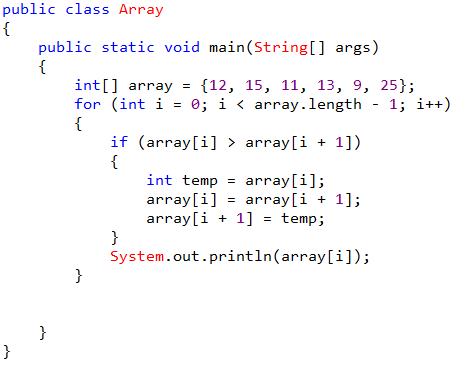 public class Array
{
    public static void main(String[] args)
    {
        int[] array = {12, 15, 11, 13, 9, 25};
        for (int i = 0; i < array.length - 1; i++)
        {
            if (array[i] > array[i + 1])
            {
                int temp = array[i];
                array[i] = array[i + 1];
                array[i + 1] = temp;
            }
            System.out.println(array[i]);
        }
    }
}